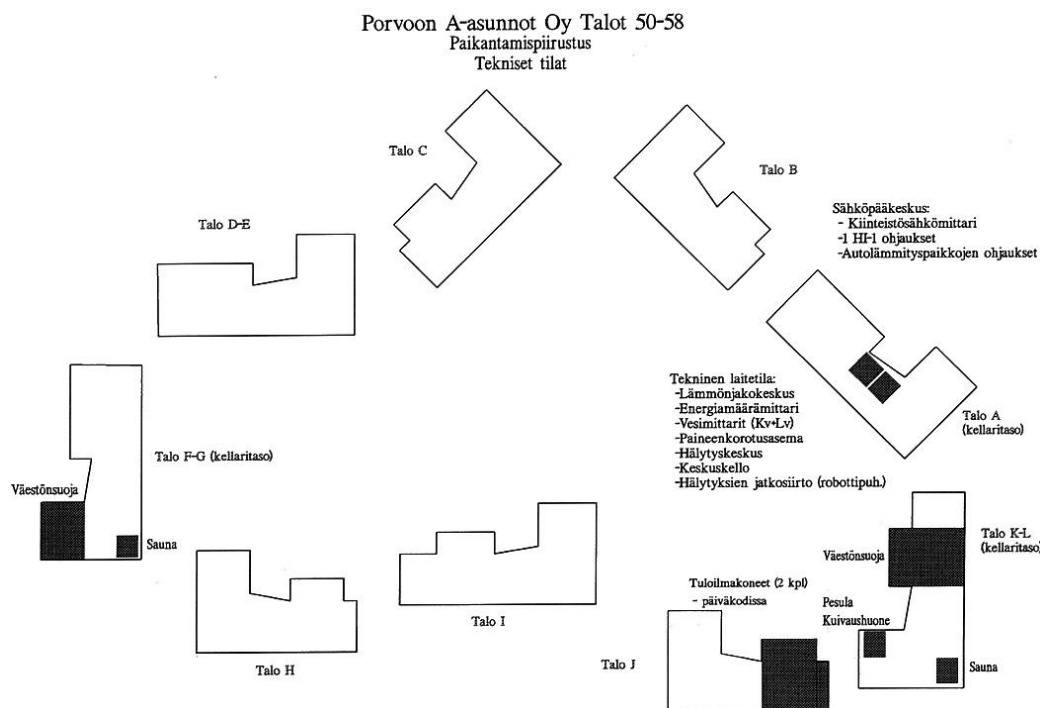 Porvoon A-asunnot Oy Talot 50-58
Paikantamispiirustus
Tekniset tilat
Talo C
Talo B
Talo D-E
Sähköpääkeskus:
- Kiinteistösähkömittari
-1 HI-1 ohjaukset
-Autolämmityspaikkojen ohjaukset
Tekninen laitetila:
-Lämmönjakokeskus
-Energiamäärämittari
-Vesimittarit (Kv+Lv)
-Paineenkorotusasema
-Hälytyskeskus
-Keskuskello
-Hälytyksien jatkosiirto (robottipuh.)
Talo A
(kellaritaso)
Talo F-G (kellaritaso)
Väestönsuoja
Sauna
Talo K-L
(kellaritaso)
Väestönsuoja
Tuloilmakoneet (2 kpl)
- päiväkodissa
Pesula
Kuivaushuone
Talo I
Talo H
Talo J
Sauna